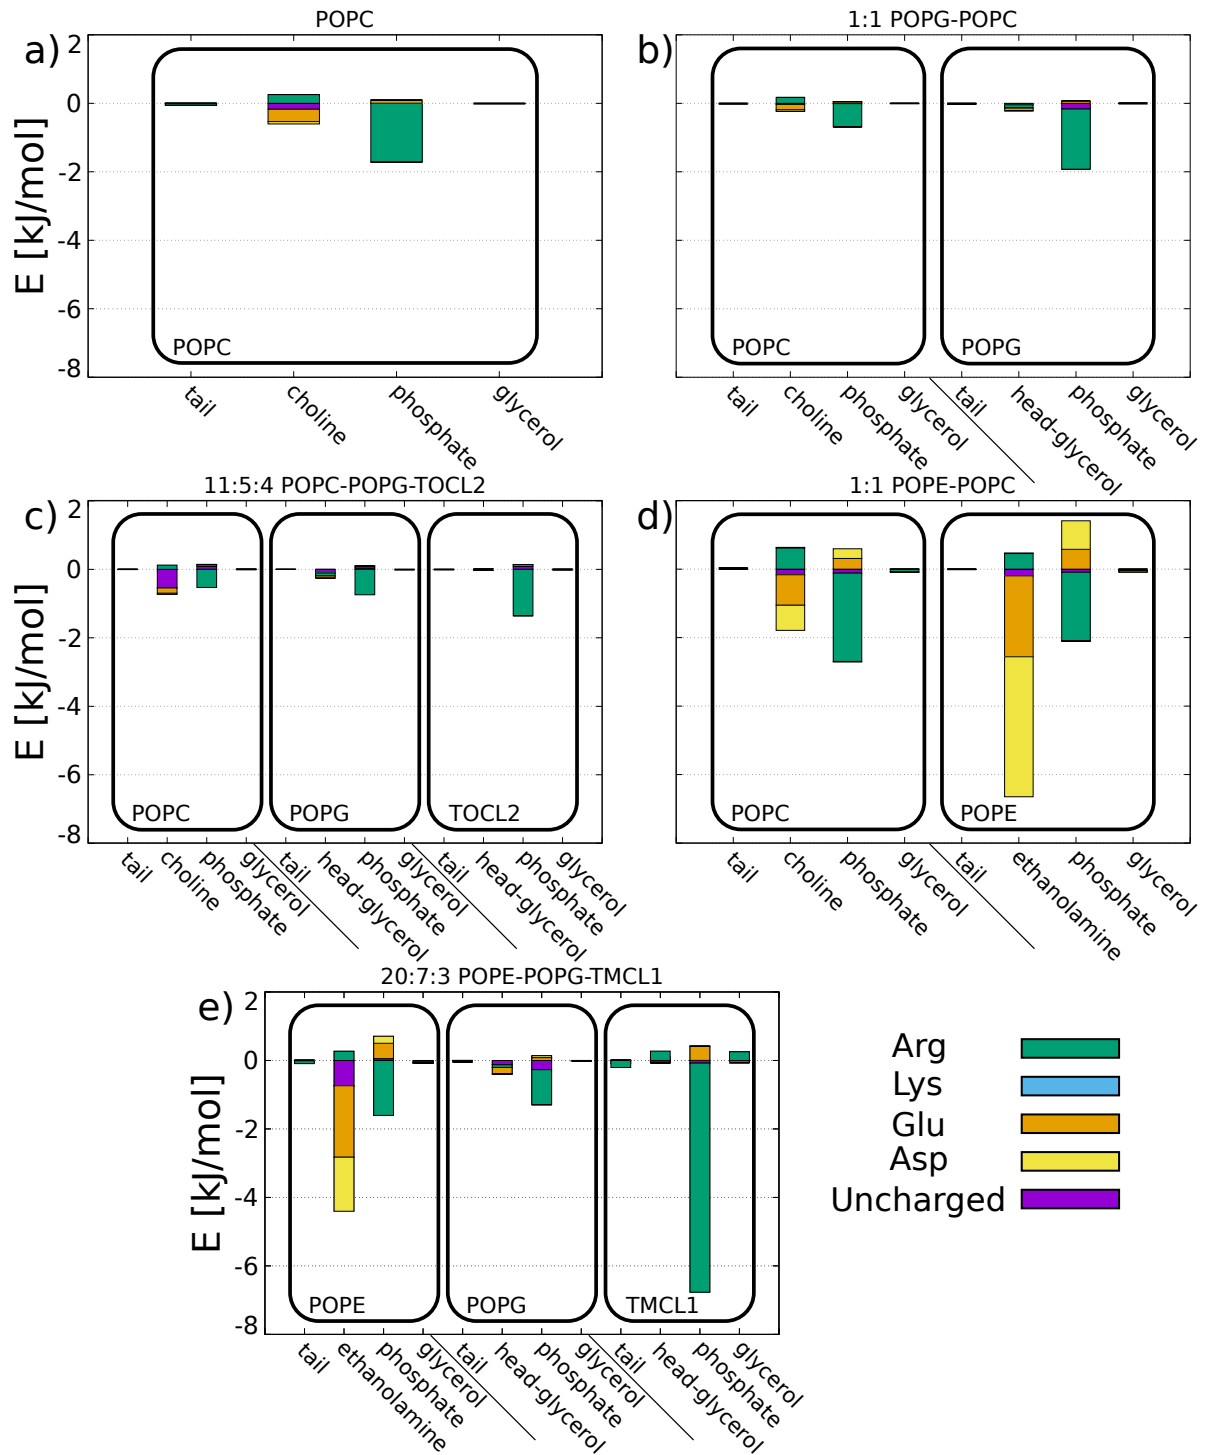 POPC
a)
E [kJ/mol]
2
0
-2
-4
-6
-8
POPC
tail
choline
phosphate
glycerol
1:1 POPG-POPC
b)
POPC
POPG
tail
choline
phosphate
glycerol
tail
head-glycerol
phosphate
glycerol
11:5:4 POPC-POPG-TOCL2
c)
E [kJ/mol]
2
0
-2
-4
-6
-8
POPC
POPG
TOCL2
tail
choline
phosphate
glycerol
tail
head-glycerol
phosphate
glycerol
tail
head-glycerol
phosphate
glycerol
1:1 POPE-POPC
d)
POPC
POPE
tail
choline
phosphate
glycerol
tail
ethanolamine
phosphate
glycerol
20:7:3 POPE-POPG-TMCL1
e)
E [kJ/mol]
2
0
-2
-4
-6
-8
POPE
POPG
TMCL1
tail
ethanolamine
phosphate
glycerol
tail
head-glycerol
phosphate
glycerol
tail
head-glycerol
phosphate
glycerol
Arg
Lys
Glu
Asp
Uncharged